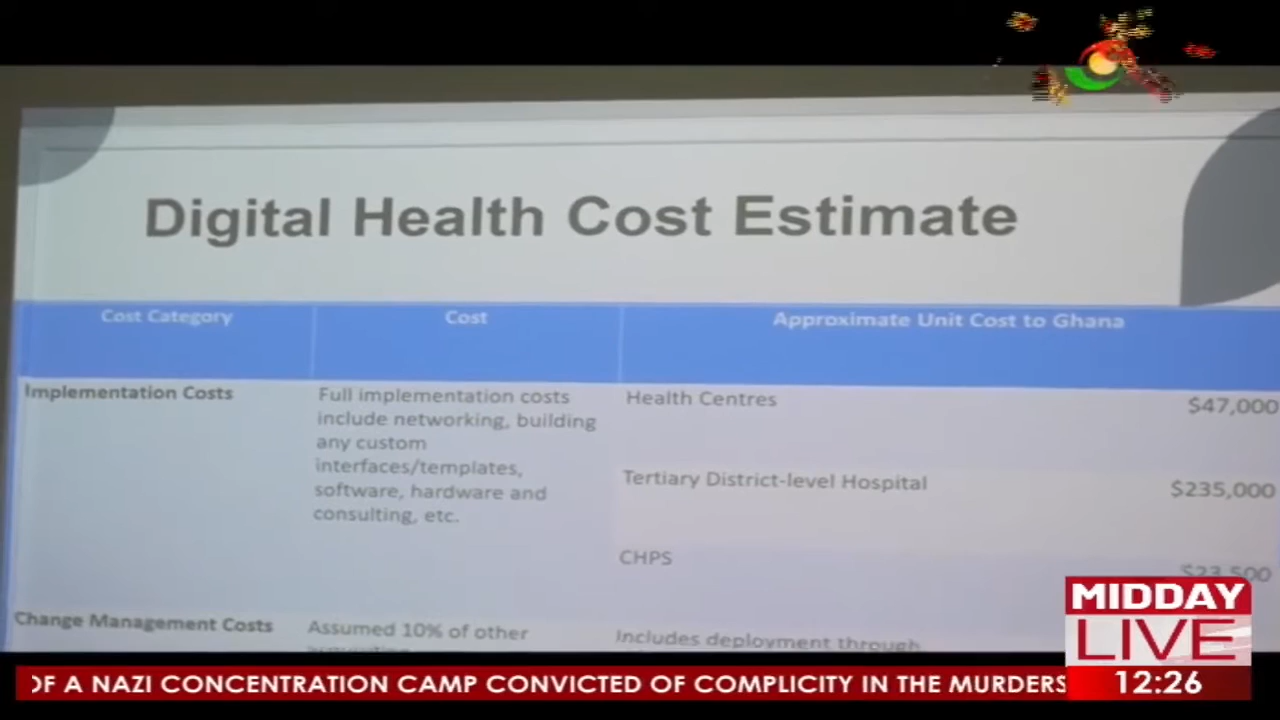 Digital Health Cost Estimate
Cost Category
Cost
Approximate Unit Cost to Ghana
Implementation Costs
Full implementation costs
include networking, building
any custom
interfaces/templates,
software, hardware and
consulting, etc.
Health Centres
$47,000
Tertiary District-level Hospital
$235,000
CHPS
$23,500
Change Management Costs
Assumed 10% of other
Includes deployment through
MIDDAY
LIVE
12:26
OF A NAZI CONCENTRATION CAMP CONVICTED OF COMPLICITY IN THE MURDERS